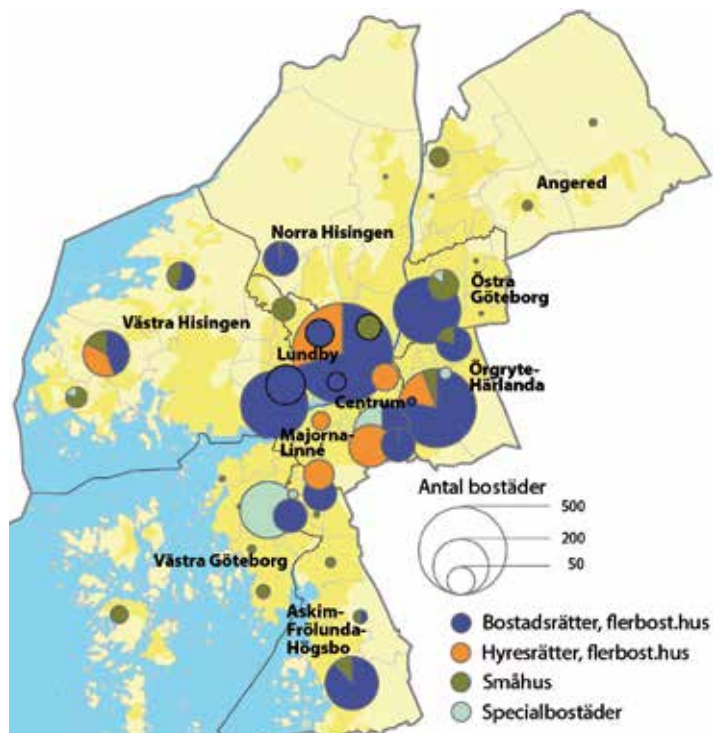 Angered
Norra Hisingen
Östra
Göteborg
Västra Hisingen
Lundby
Örgryte-
Härlanda
Centrum
Majorna-
Linné
Antal bostäder
500
200
50
Västra Göteborg
Askim-
Frölunda-
Högsbo
Bostadsrätter, flerbost.hus
Hyresrätter, flerbost.hus
Småhus
Specialbostäder